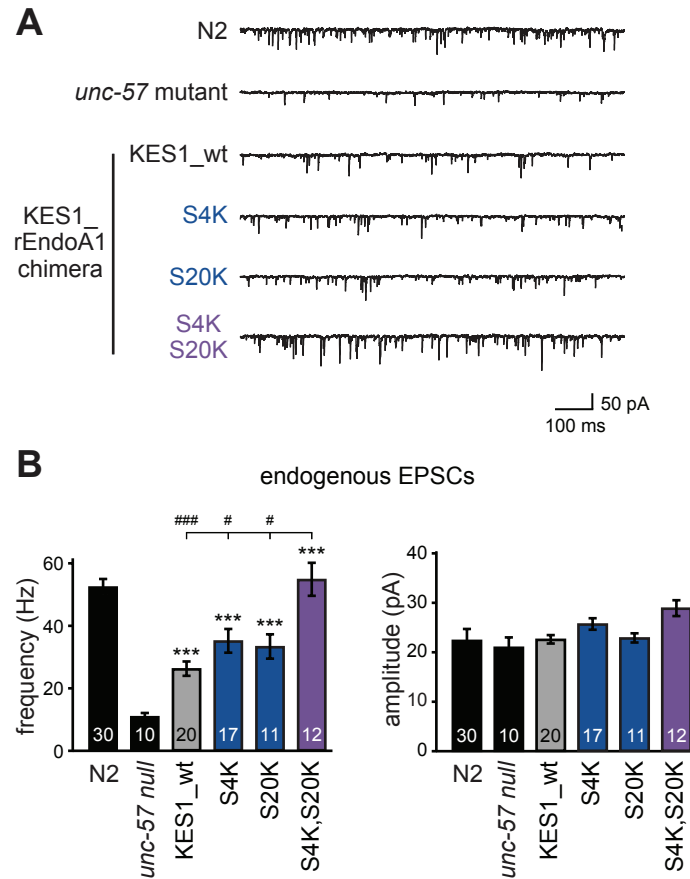 A
N2
unc-57 mutant
KES1_wt
KES1_
rEndoA1
chimera
S4K
S20K
S4K
S20K
50 pA
100 ms
B
endogenous EPSCs
###
#
#
***
***
***
***
frequency (Hz)
60
40
20
0
30
10
20
17
11
12
N2
unc-57 null
KES1_wt
S4K
S20K
S4K,S20K
amplitude (pA)
40
30
20
10
0
30
10
20
17
11
12
N2
unc-57 null
KES1_wt
S4K
S20K
S4K,S20K